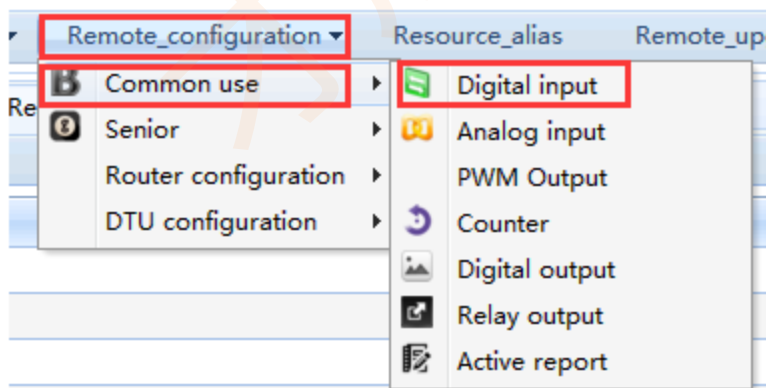 Remote_configuration Resource_alias Remote_up
Common use Digital input
Re
Senior Analog input
Router configuration PWM Output
DTU configuration Counter
Digital output
Relay output
Active report